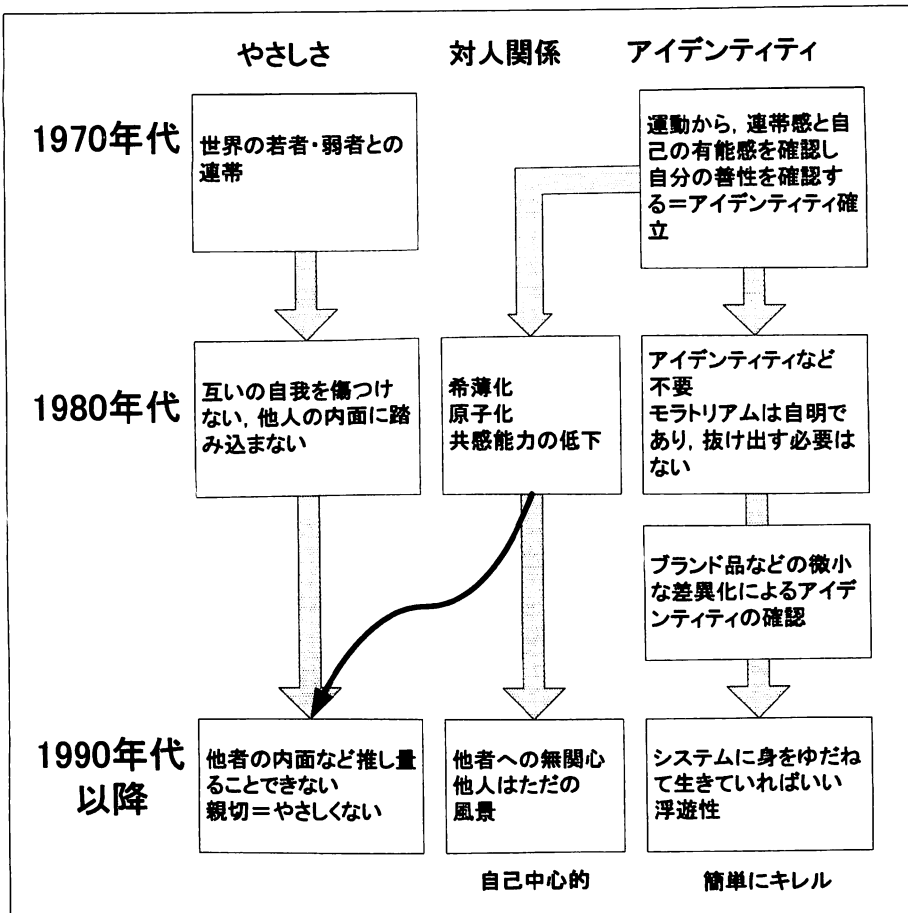 やさしさ
対人関係
アイデンティティ
1970年代
世界の若者・弱者との
連帯
運動から，連帯感と自
己の有能感を確認し
自分の善性を確認す
る＝アイデンティティ確
立
1980年代
互いの自我を傷つけ
ない，他人の内面に踏
み込まない
希薄化
原子化
共感能力の低下
アイデンティティなど
不要
モラトリアムは自明で
あり，抜け出す必要は
ない
ブランド品などの微小
な差異化によるアイデ
ンティティの確認
1990年代
以降
他者の内面など推し量
ることできない
親切＝やさしくない
他者への無関心
他人はただの
風景
システムに身をゆだね
て生きていればいい
浮遊性
自己中心的
簡単にキレル